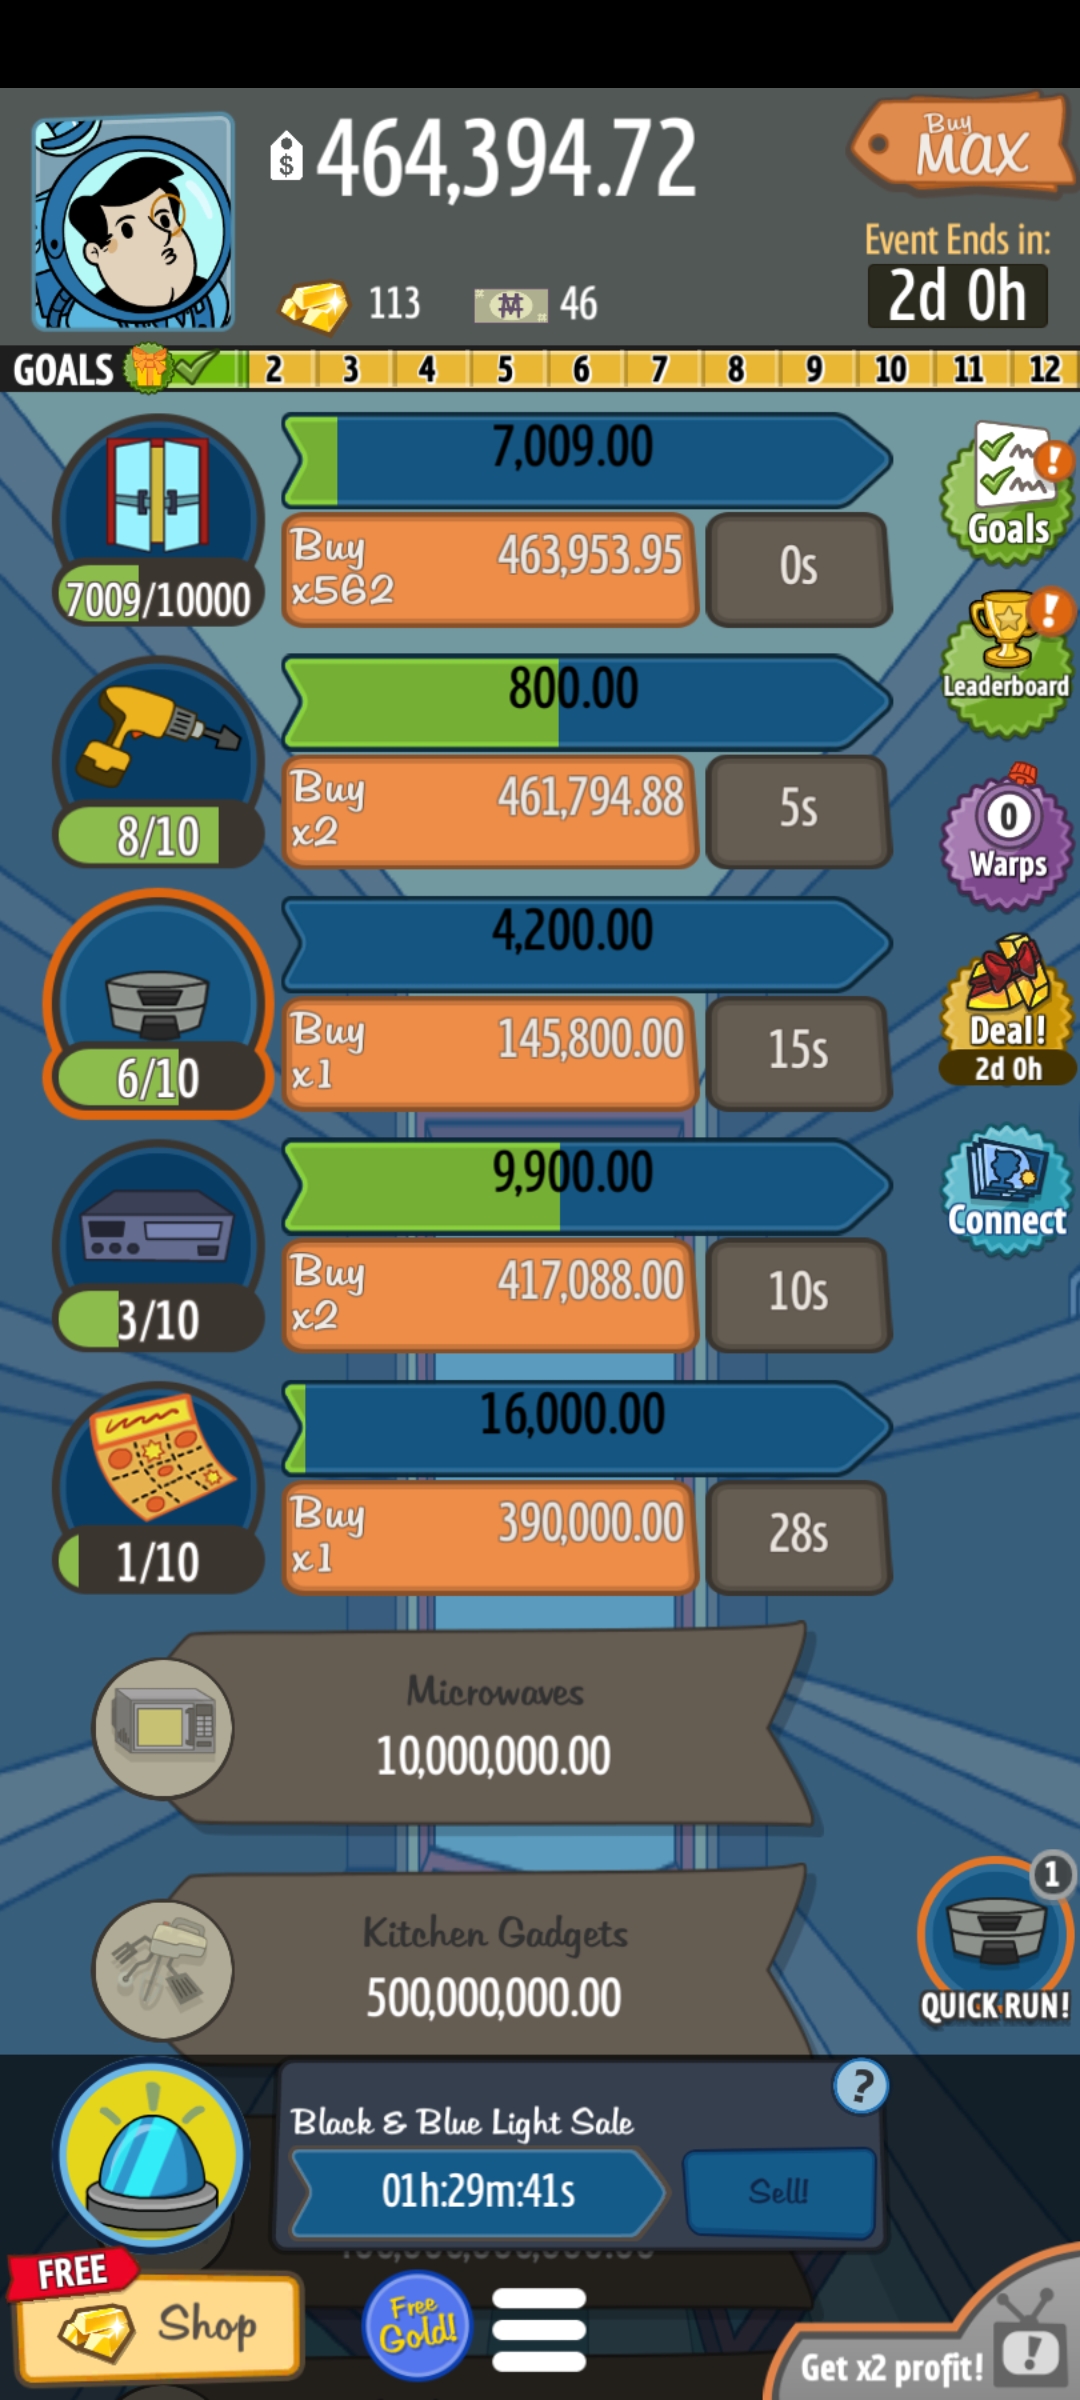 $ 464,394.72
Buy
MAX
Event Ends in:
2d 0h
113
46
GOALS 2 3 4 5 6 7 8 9 10 11 12
7,009.00
Buy
x562
463,953.95
0s
7009/10000
Goals
800.00
Buy
x2
461,794.88
5s
8/10
Leaderboard
0
Warps
4,200.00
Buy
x1
145,800.00
15s
6/10
Deal!
2d 0h
9,900.00
Buy
x2
417,088.00
10s
3/10
Connect
16,000.00
Buy
x1
390,000.00
28s
1/10
Microwaves
10,000,000.00
Kitchen Gadgets
500,000,000.00
1
QUICK RUN!
Black & Blue Light Sale
?
01h:29m:41s
Sell!
FREE
Shop
Free
Gold!
Get x2 profit!